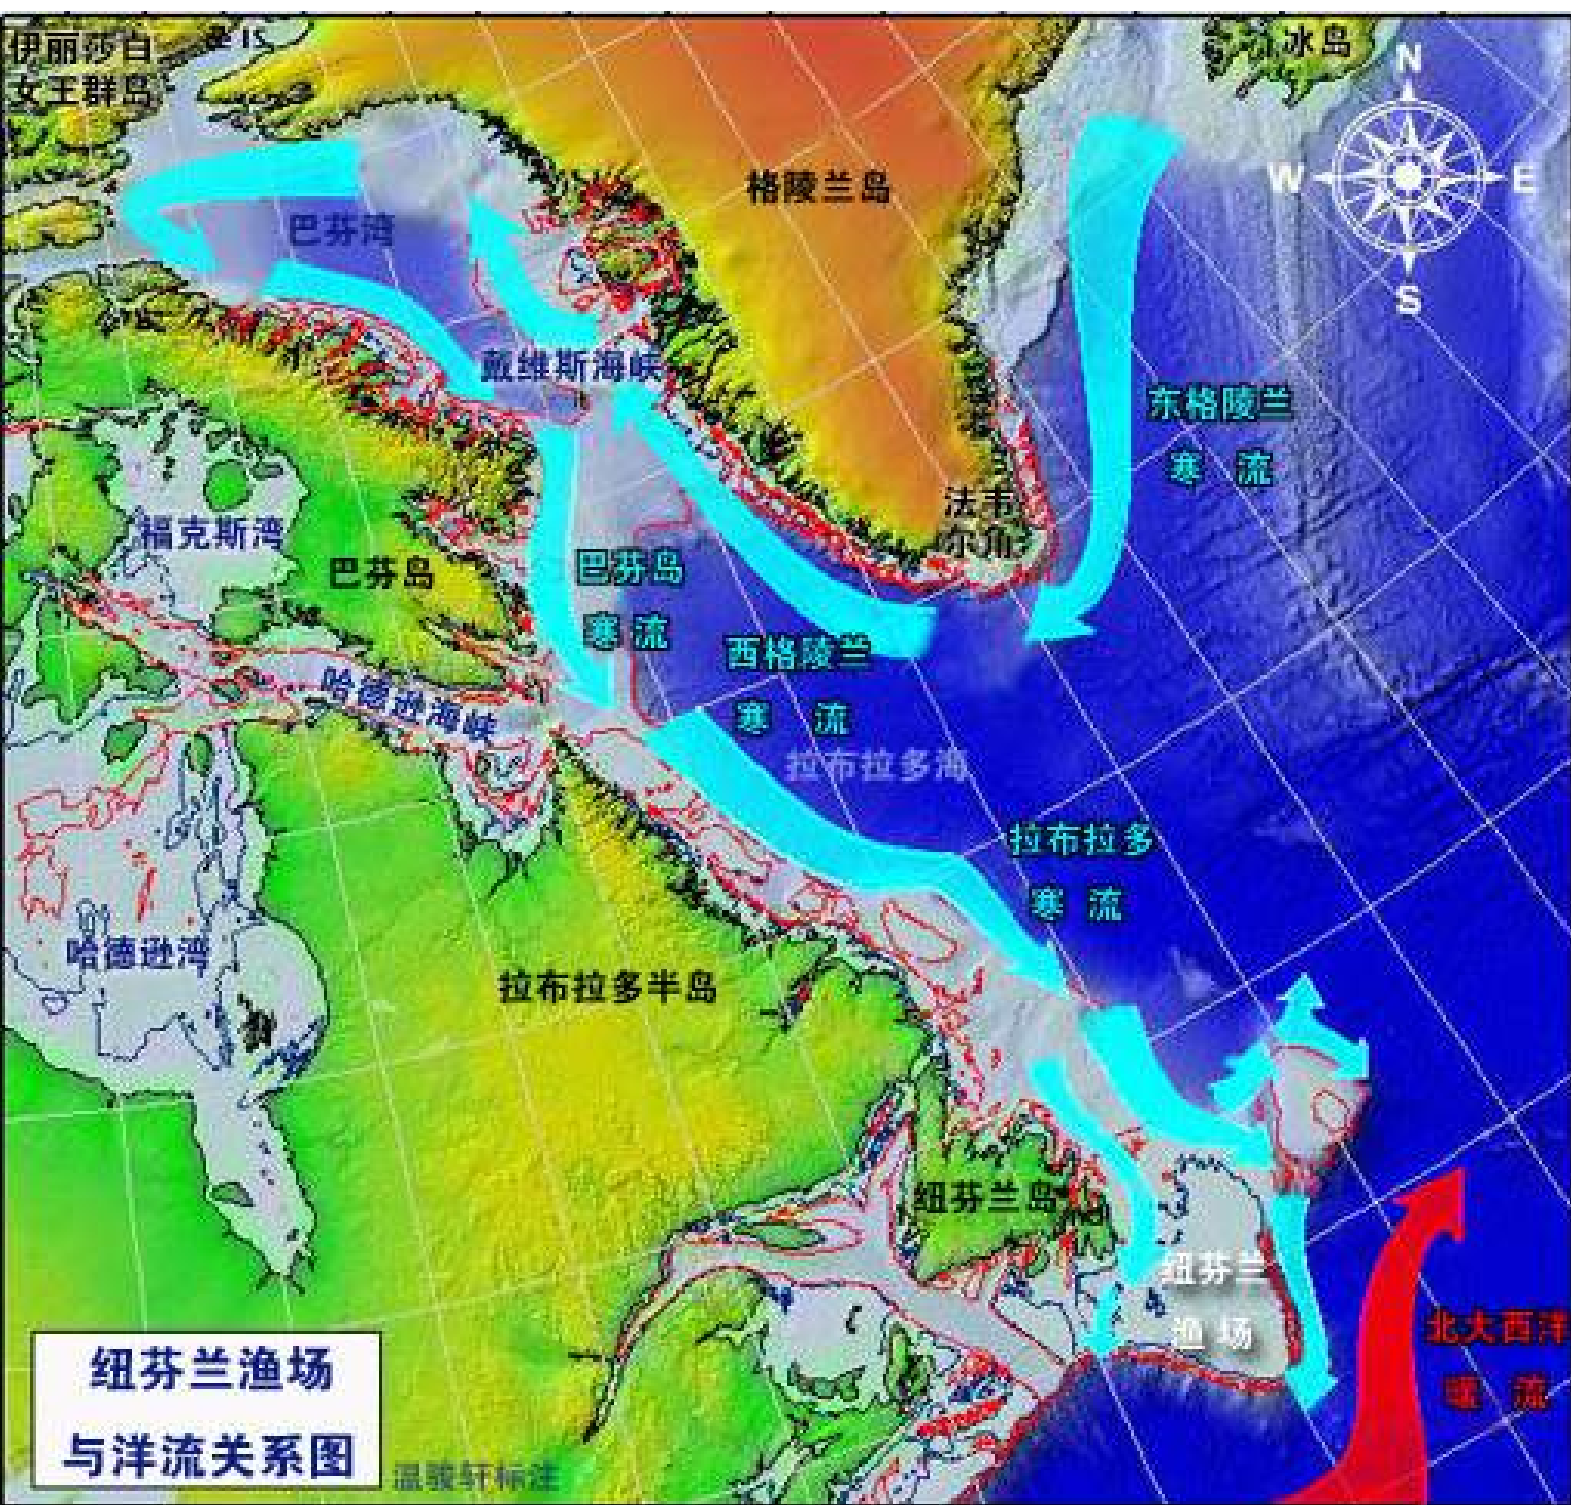 伊丽莎白
女王群岛
冰岛
N
W
E
S
格陵兰岛
巴芬湾
戴维斯海峡
东格陵兰
寒 流
法韦
尔角
福克斯湾
巴芬岛
巴芬岛
寒 流
西格陵兰
寒 流
哈德逊海峡
拉布拉多海
拉布拉多
寒 流
哈德逊湾
拉布拉多半岛
纽芬兰岛
纽芬兰
渔 场
北大西洋
暖 流
纽芬兰渔场
与洋流关系图
温骏轩标注